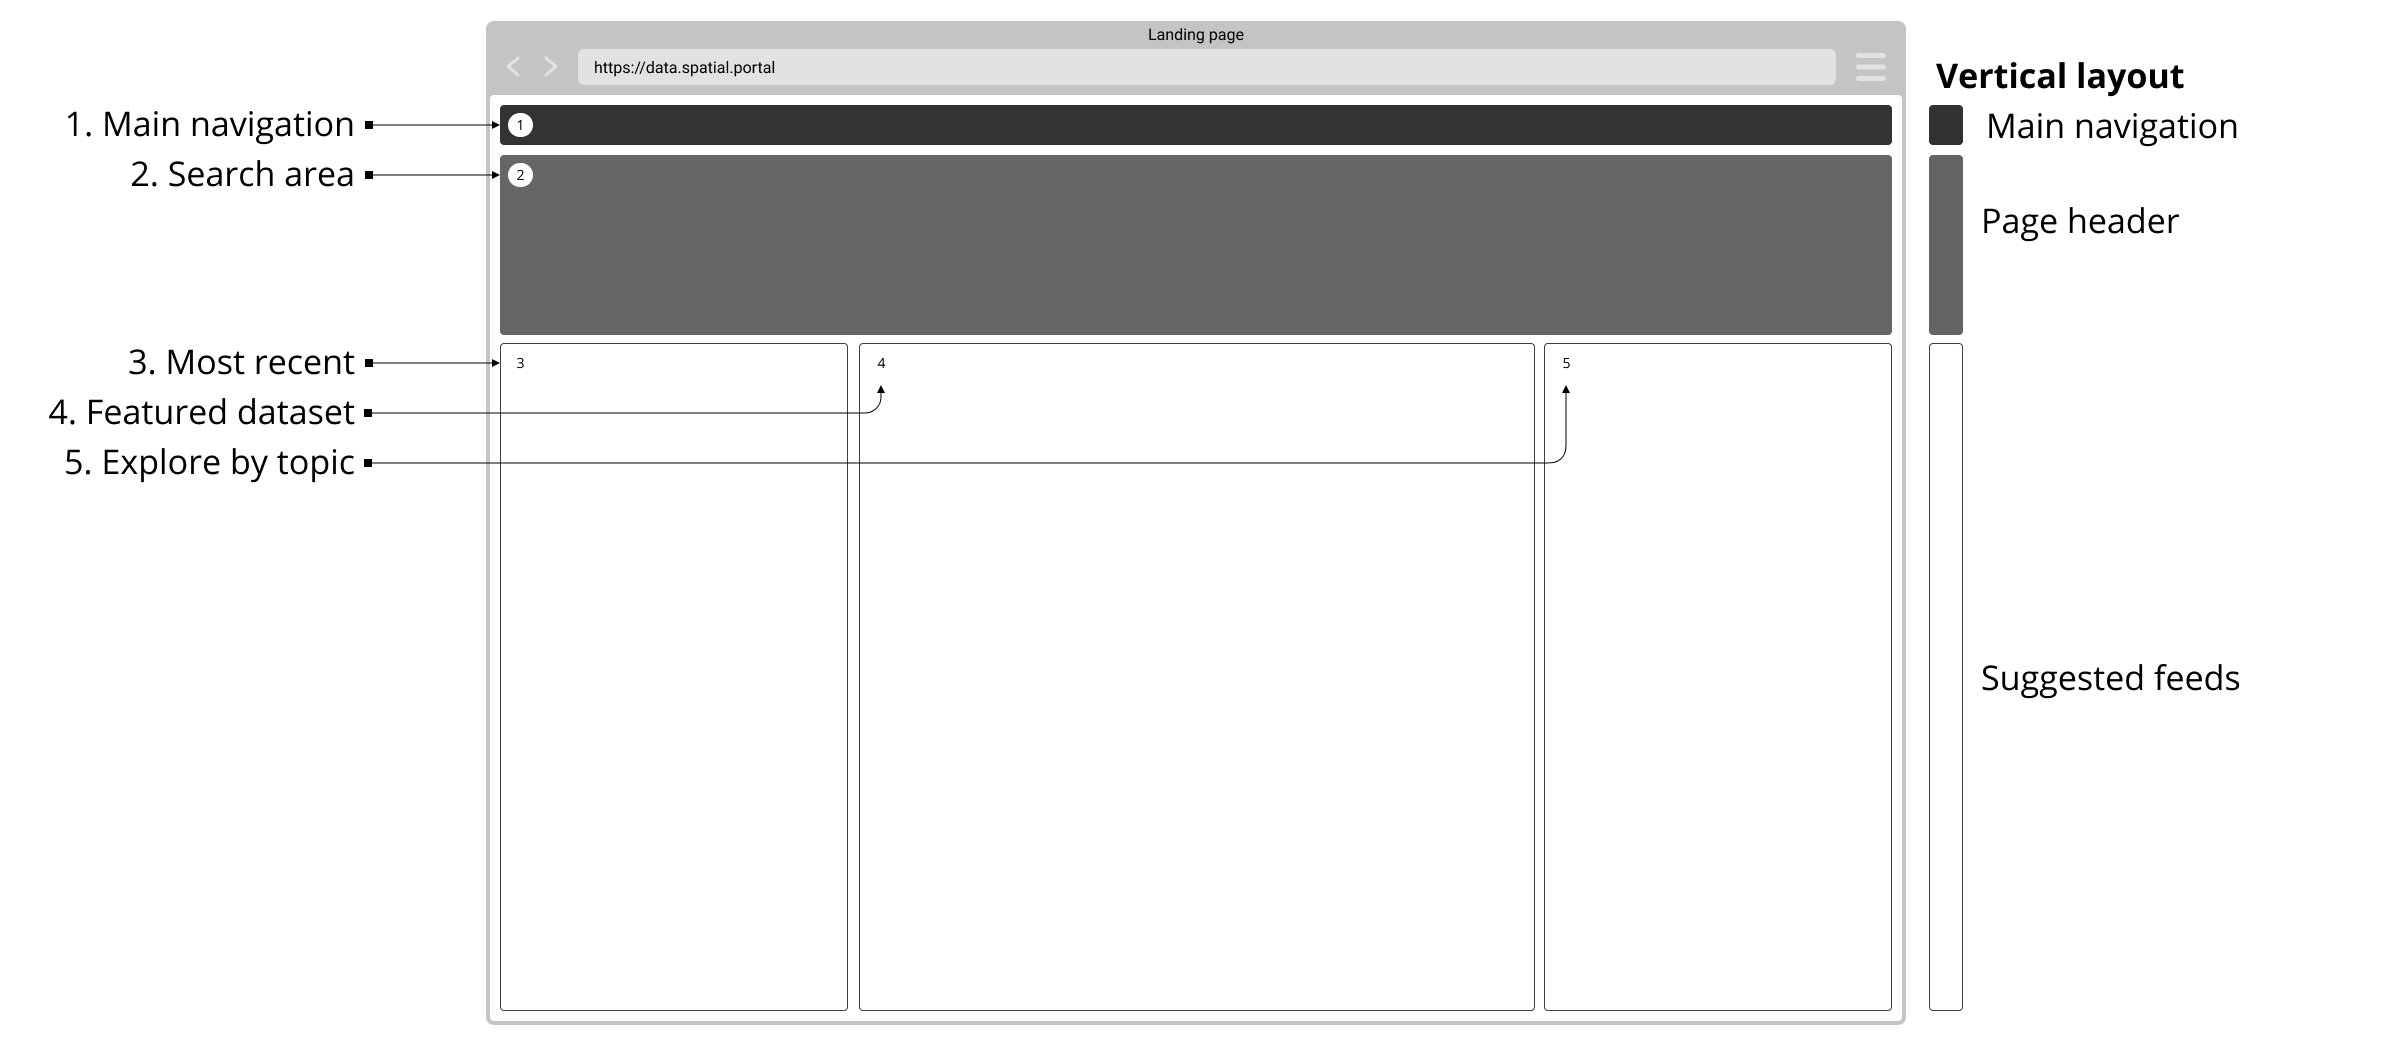 Landing page
https://data.spatial.portal
1. Main navigation
2. Search area
3. Most recent
4. Featured dataset
5. Explore by topic
1
2
3
4
5
Vertical layout
Main navigation
Page header
Suggested feeds